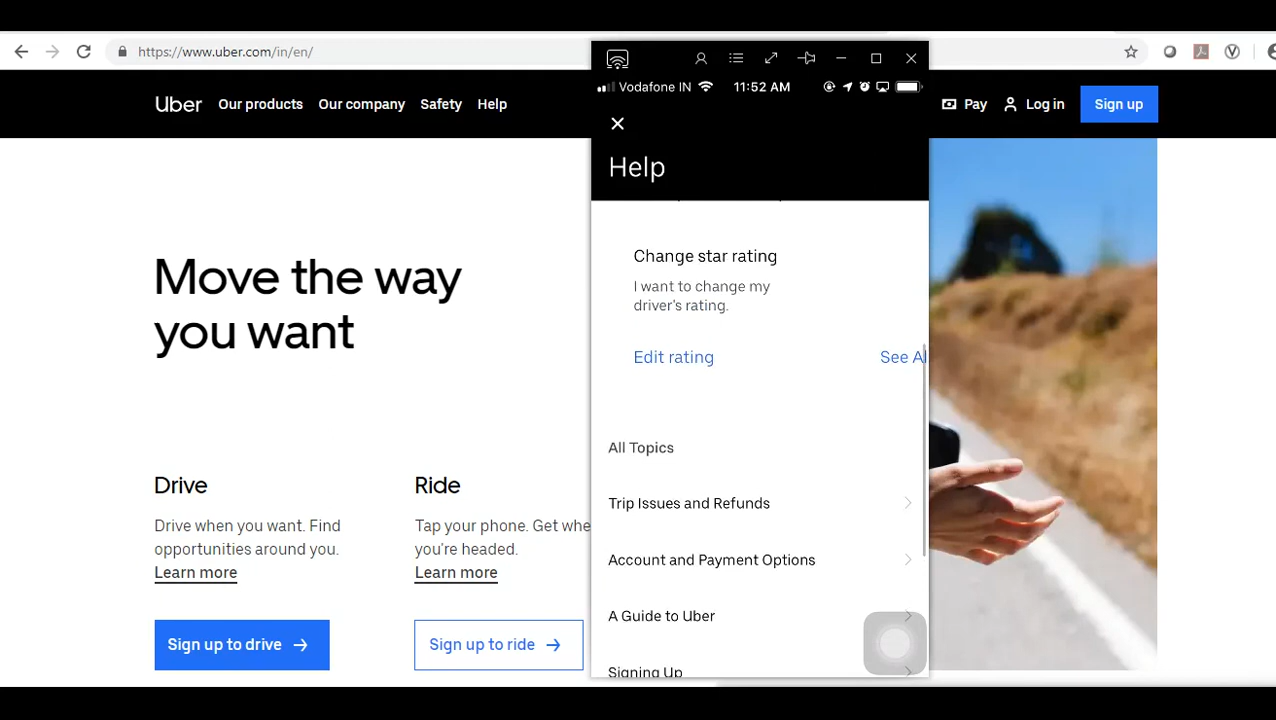 https://www.uber.com/in/en/
Uber Our products Our company Safety Help
Pay Log in Sign up
Vodafone IN 11:52 AM
Help
Change star rating
I want to change my
driver's rating.
Edit rating See Al
All Topics
Trip Issues and Refunds
Account and Payment Options
A Guide to Uber
Signing Up
Move the way
you want
Drive
Drive when you want. Find
opportunities around you.
Learn more
Sign up to drive
Ride
Tap your phone. Get whe
you're headed.
Learn more
Sign up to ride